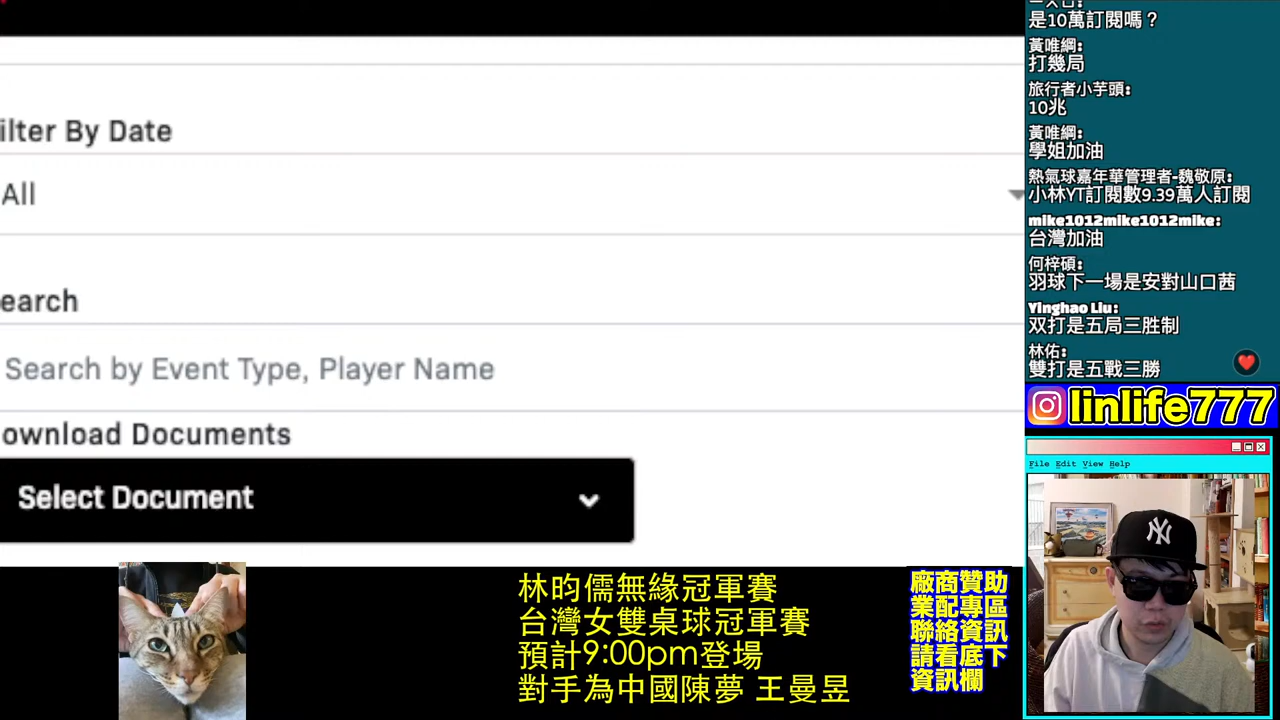 ilter By Date
All
earch
Search by Event Type, Player Name
ownload Documents
Select Document
是10萬訂閱嗎？
黃唯綱:
打幾局
旅行者小芋頭:
10兆
黃唯綱:
學姐加油
熱氣球嘉年華管理者-魏敬原:
小林YT訂閱數9.39萬人訂閱
mike1012mike1012mike:
台灣加油
何梓碩:
羽球下一場是安對山口茜
Yinghao Liu:
双打是五局三胜制
林佑:
雙打是五戰三勝
linlife777
File Edit View Help
NY
林昀儒無緣冠軍賽
台灣女雙桌球冠軍賽
預計9:00pm登場
對手為中國陳夢 王曼昱
廠商贊助
業配專區
聯絡資訊
請看底下
資訊欄